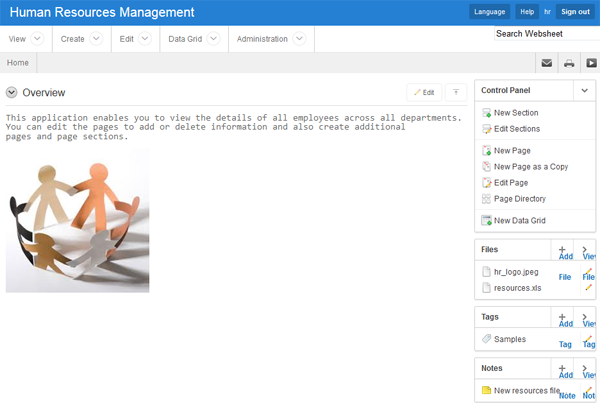 Human Resources Management
Language Help hr Sign out
View Create Edit Data Grid Administration
Search Websheet
Home
Overview
Edit
This application enables you to view the details of all employees across all departments.
You can edit the pages to add or delete information and also create additional
pages and page sections.
Control Panel
New Section
Edit Sections
New Page
New Page as a Copy
Edit Page
Page Directory
New Data Grid
Files
Add File
View File
hr_logo.jpeg
resources.xls
Tags
Add Tag
View Tag
Samples
Notes
Add Note
View Note
New resources file